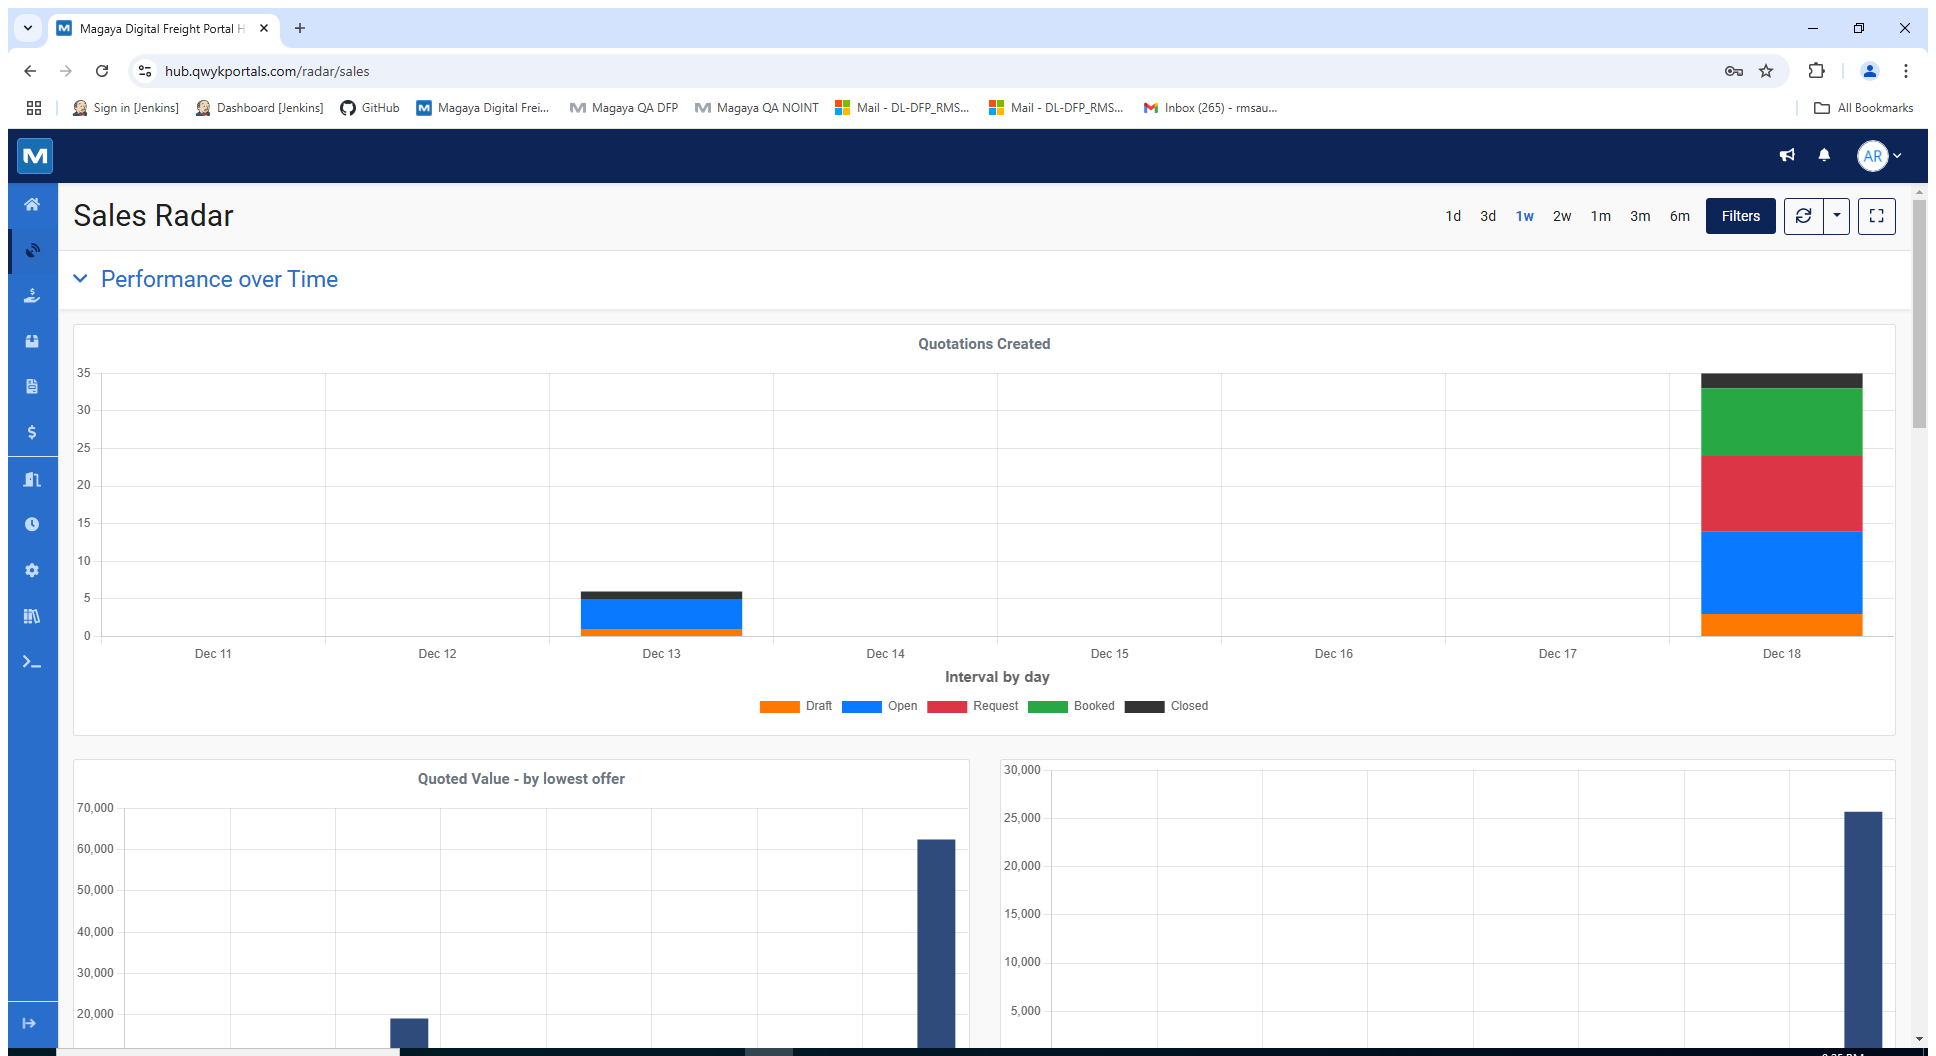 Magaya Digital Freight Portal H
hub.qwykportals.com/radar/sales
Sign in [Jenkins]
Dashboard [Jenkins]
GitHub
Magaya Digital Frei...
Magaya QA DFP
Magaya QA NOINT
Mail - DL-DFP_RMS...
Mail - DL-DFP_RMS...
Inbox (265) - rmsau...
All Bookmarks
M
AR
Sales Radar
1d 3d 1w 2w 1m 3m 6m
Filters
Performance over Time
Quotations Created
35
30
25
20
15
10
5
0
Dec 11 Dec 12 Dec 13 Dec 14 Dec 15 Dec 16 Dec 17 Dec 18
Interval by day
Draft Open Request Booked Closed
Quoted Value - by lowest offer
70,000
60,000
50,000
40,000
30,000
20,000
30,000
25,000
20,000
15,000
10,000
5,000